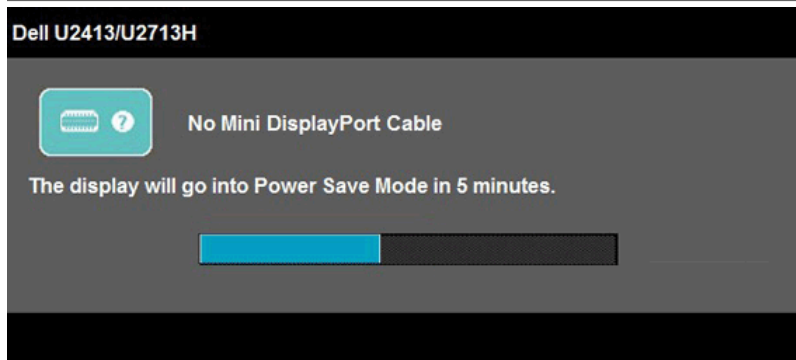 Dell U2413/U2713H
?
No Mini DisplayPort Cable
The display will go into Power Save Mode in 5 minutes.